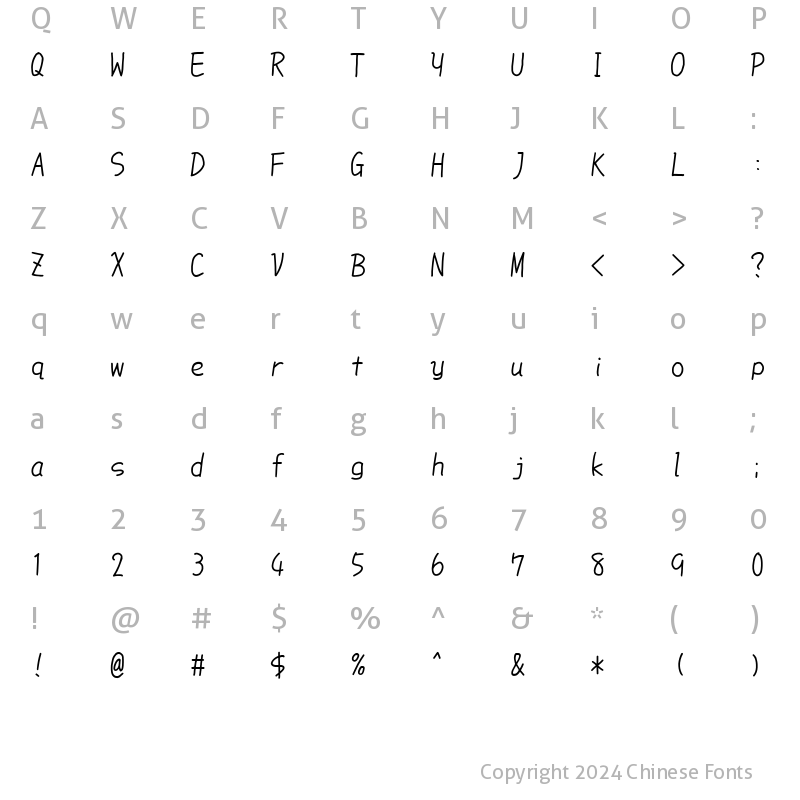 Q W E R T Y U I O P
Q W E R T Y U I O P
A S D F G H J K L :
A S D F G H J K L :
Z X C V B N M < > ?
Z X C V B N M < > ?
q w e r t y u i o p
q w e r t y u i o p
a s d f g h j k l ;
a s d f g h j k l ;
1 2 3 4 5 6 7 8 9 0
1 2 3 4 5 6 7 8 9 0
! @ # $ % ^ & * ( )
! @ # $ % ^ & * ( )
Copyright 2024 Chinese Fonts